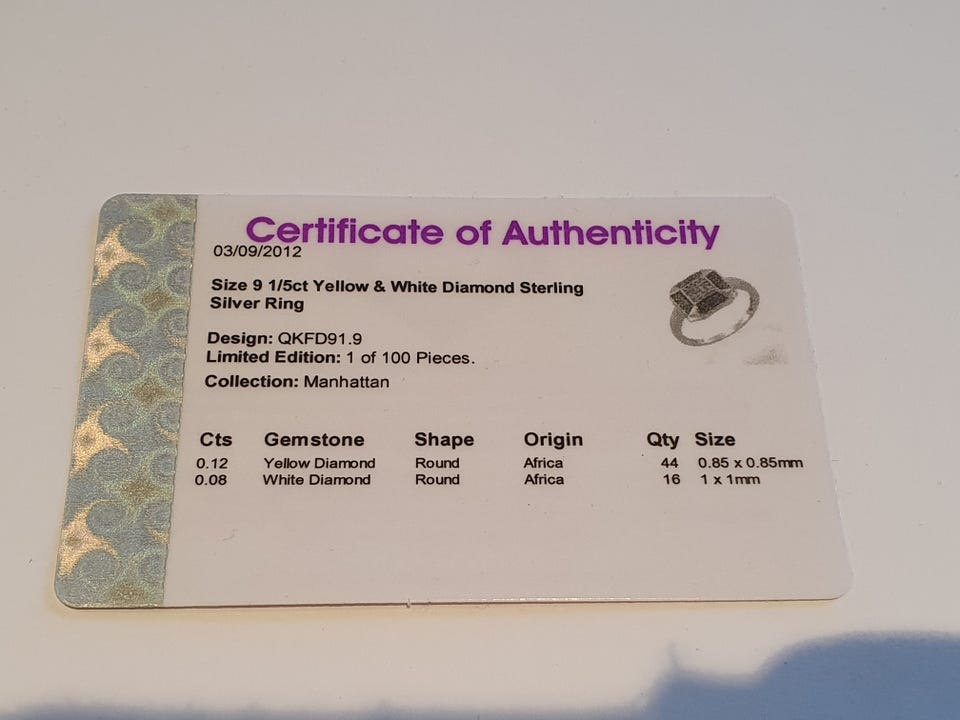 Certificate of Authenticity
03/09/2012
Size 9 1/5ct Yellow & White Diamond Sterling
Silver Ring
Design: QKFD91.9
Limited Edition: 1 of 100 Pieces.
Collection: Manhattan
Cts Gemstone Shape Origin Qty Size
0.12 Yellow Diamond Round Africa 44 0.85 x 0.85mm
0.08 White Diamond Round Africa 16 1 x 1mm